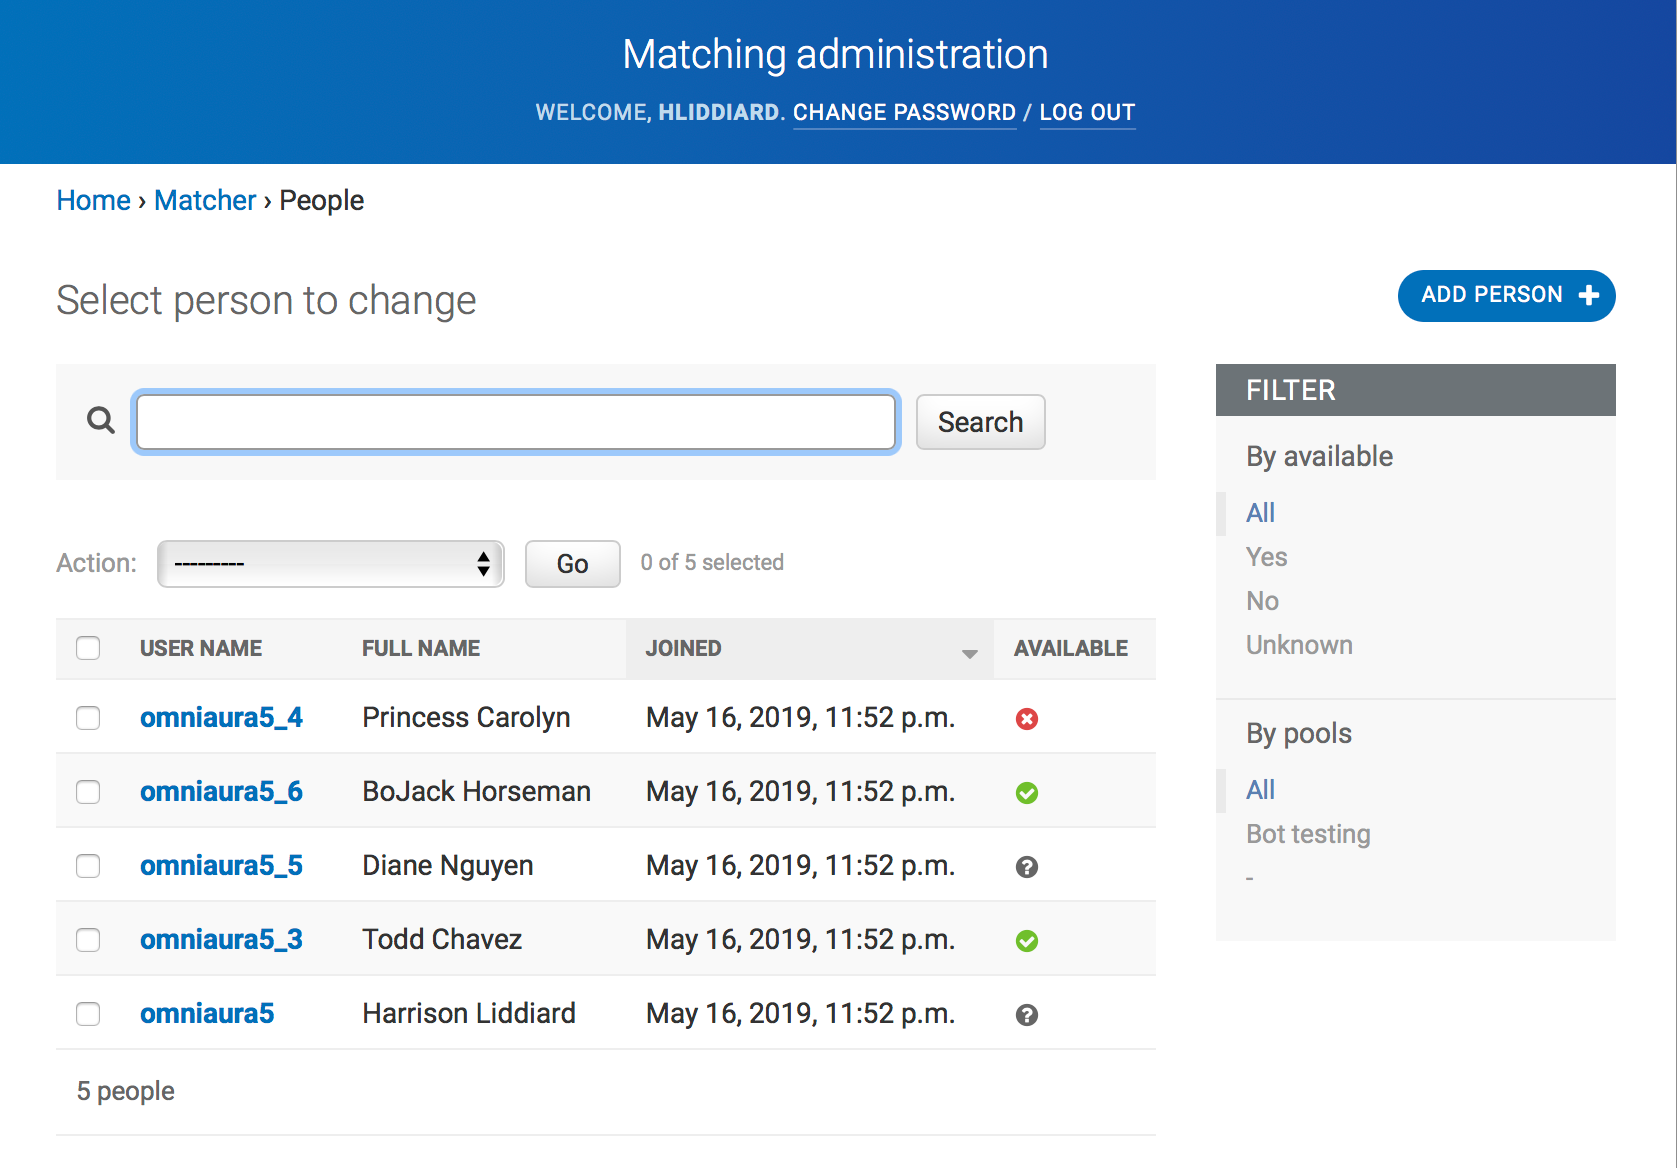 Matching administration
WELCOME, HLIDDIARD. CHANGE PASSWORD / LOG OUT
Home › Matcher › People
Select person to change
ADD PERSON
Search
Action: --------- Go 0 of 5 selected
USER NAME FULL NAME JOINED AVAILABLE
omniaura5_4 Princess Carolyn May 16, 2019, 11:52 p.m.
omniaura5_6 BoJack Horseman May 16, 2019, 11:52 p.m.
omniaura5_5 Diane Nguyen May 16, 2019, 11:52 p.m.
omniaura5_3 Todd Chavez May 16, 2019, 11:52 p.m.
omniaura5 Harrison Liddiard May 16, 2019, 11:52 p.m.
5 people
FILTER
By available
All
Yes
No
Unknown
By pools
All
Bot testing
-